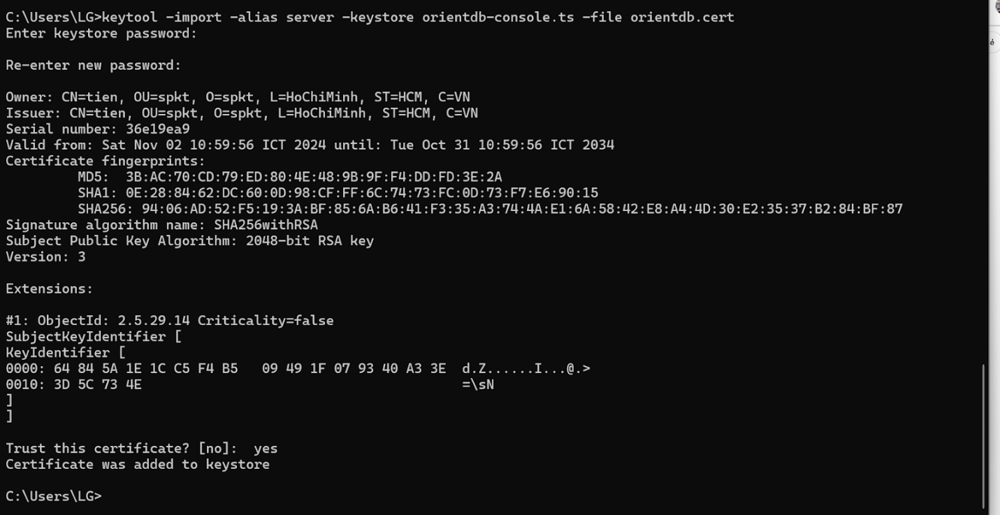 C:\Users\LG>keytool -import -alias server -keystore orientdb-console.ts -file orientdb.cert
Enter keystore password:
Re-enter new password:
Owner: CN=tien, OU=spkt, O=spkt, L=HoChiMinh, ST=HCM, C=VN
Issuer: CN=tien, OU=spkt, O=spkt, L=HoChiMinh, ST=HCM, C=VN
Serial number: 36e19ea9
Valid from: Sat Nov 02 10:59:56 ICT 2024 until: Tue Oct 31 10:59:56 ICT 2034
Certificate fingerprints:
MD5: 3B:AC:70:CD:79:ED:80:4E:48:9B:9F:F4:DD:FD:3E:2A
SHA1: 0E:28:84:62:DC:60:0D:98:CF:FF:6C:74:73:FC:0D:73:F7:E6:90:15
SHA256: 94:06:AD:52:F5:19:3A:BF:85:6A:B6:41:F3:35:A3:74:4A:E1:6A:58:42:E8:A4:4D:30:E2:35:37:B2:84:BF:87
Signature algorithm name: SHA256withRSA
Subject Public Key Algorithm: 2048-bit RSA key
Version: 3
Extensions:
#1: ObjectId: 2.5.29.14 Criticality=false
SubjectKeyIdentifier [
KeyIdentifier [
0000: 64 84 5A 1E 1C C5 F4 B5   09 49 1F 07 93 40 A3 3E  d.Z......I...@.>
0010: 3D 5C 73 4E                                        =\sN
]
]
Trust this certificate? [no]:  yes
Certificate was added to keystore
C:\Users\LG>